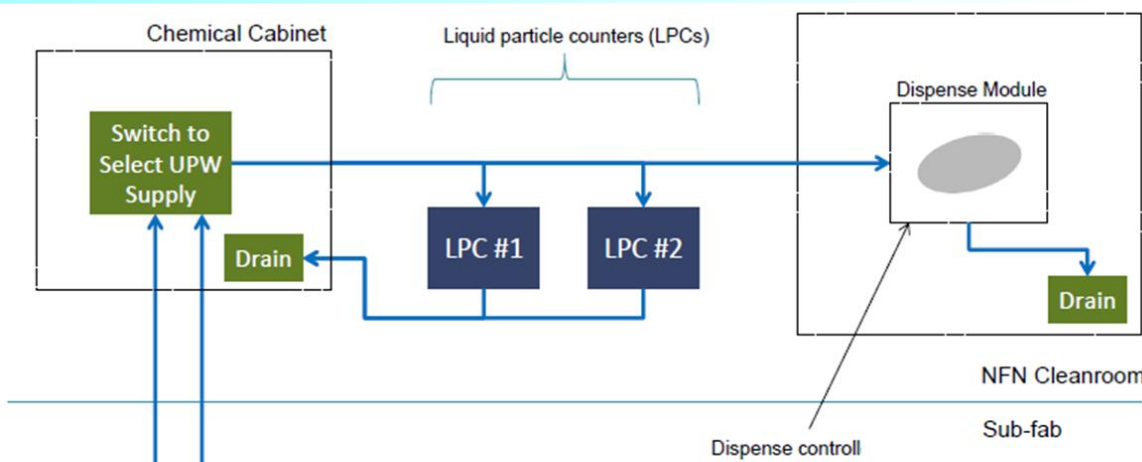 Chemical Cabinet
Liquid particle counters (LPCs)
Dispense Module
Switch to
Select UPW
Supply
Drain
LPC #1
LPC #2
Drain
NFN Cleanroom
Sub-fab
Dispense controll